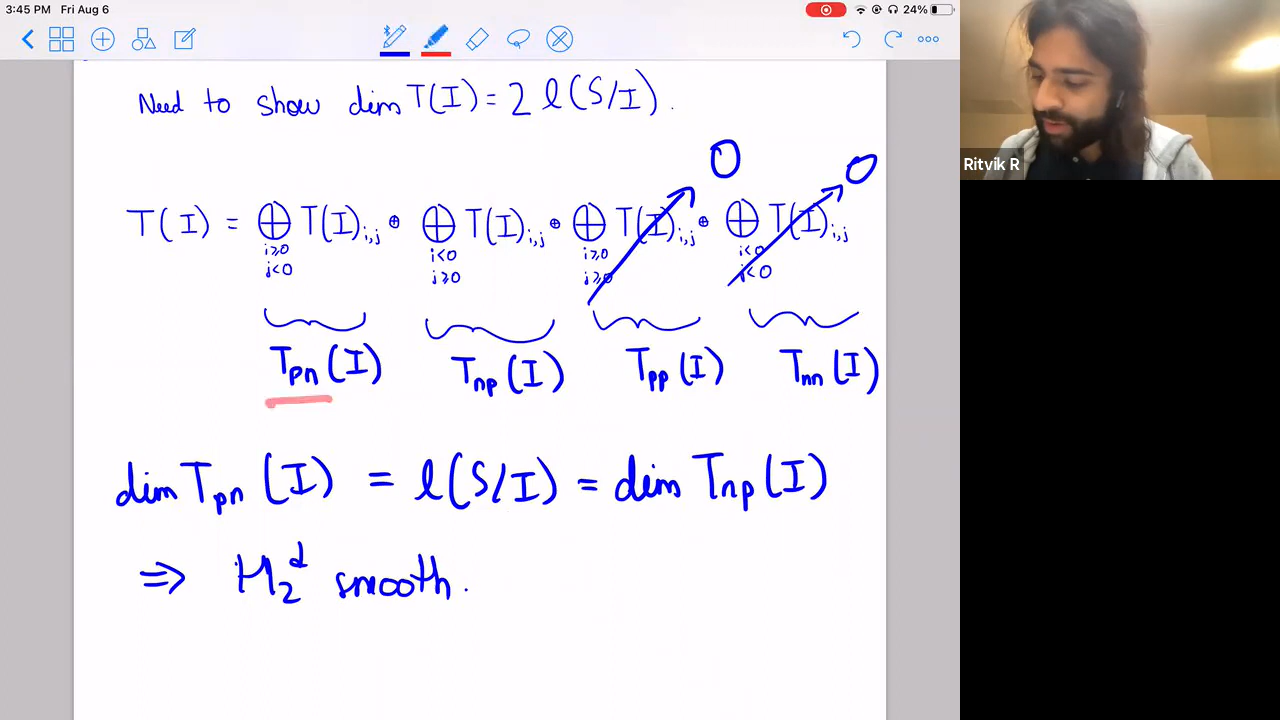 3:45 PM Fri Aug 6 24%
Ritvik R
Need to show dim T(I) = 2 l(S/I).
0 0
T(I) = ⊕ T(I)i,j ⊕ ⊕ T(I)i,j ⊕ ⊕ T(I)i,j ⊕ ⊕ T(I)i,j
i≥0 i<0 i≥0 i<0
j<0 j≥0 j≥0 j<0
Tpn(I) Tnp(I) Tpp(I) Tnn(I)
dim Tpn(I) = l(S/I) = dim Tnp(I)
⇒ H₂ᵈ smooth.